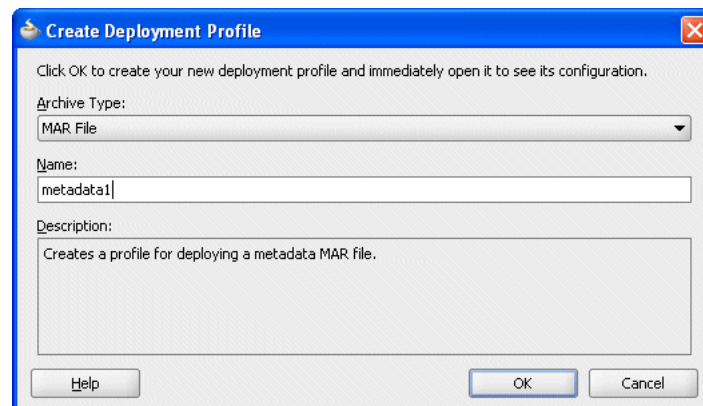 Create Deployment Profile
Click OK to create your new deployment profile and immediately open it to see its configuration.
Archive Type:
MAR File
Name:
metadata1
Description:
Creates a profile for deploying a metadata MAR file.
Help OK Cancel